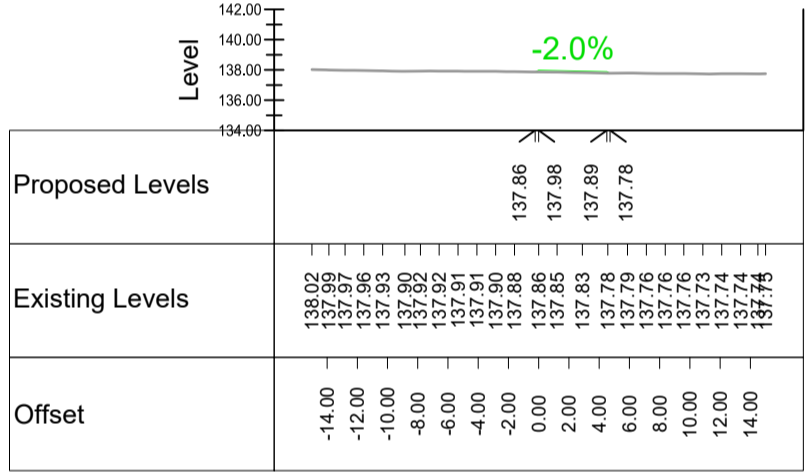 142.00
140.00
138.00
136.00
134.00
Level
-2.0%
Proposed Levels
137.86 137.98 137.89 137.78
Existing Levels
138.02 137.99 137.97 137.96 137.93 137.90 137.92 137.92 137.91 137.91 137.90 137.88 137.86 137.85 137.83 137.78 137.79 137.76 137.76 137.76 137.73 137.74 137.74 137.74 137.75
Offset
-14.00 -12.00 -10.00 -8.00 -6.00 -4.00 -2.00 0.00 2.00 4.00 6.00 8.00 10.00 12.00 14.00